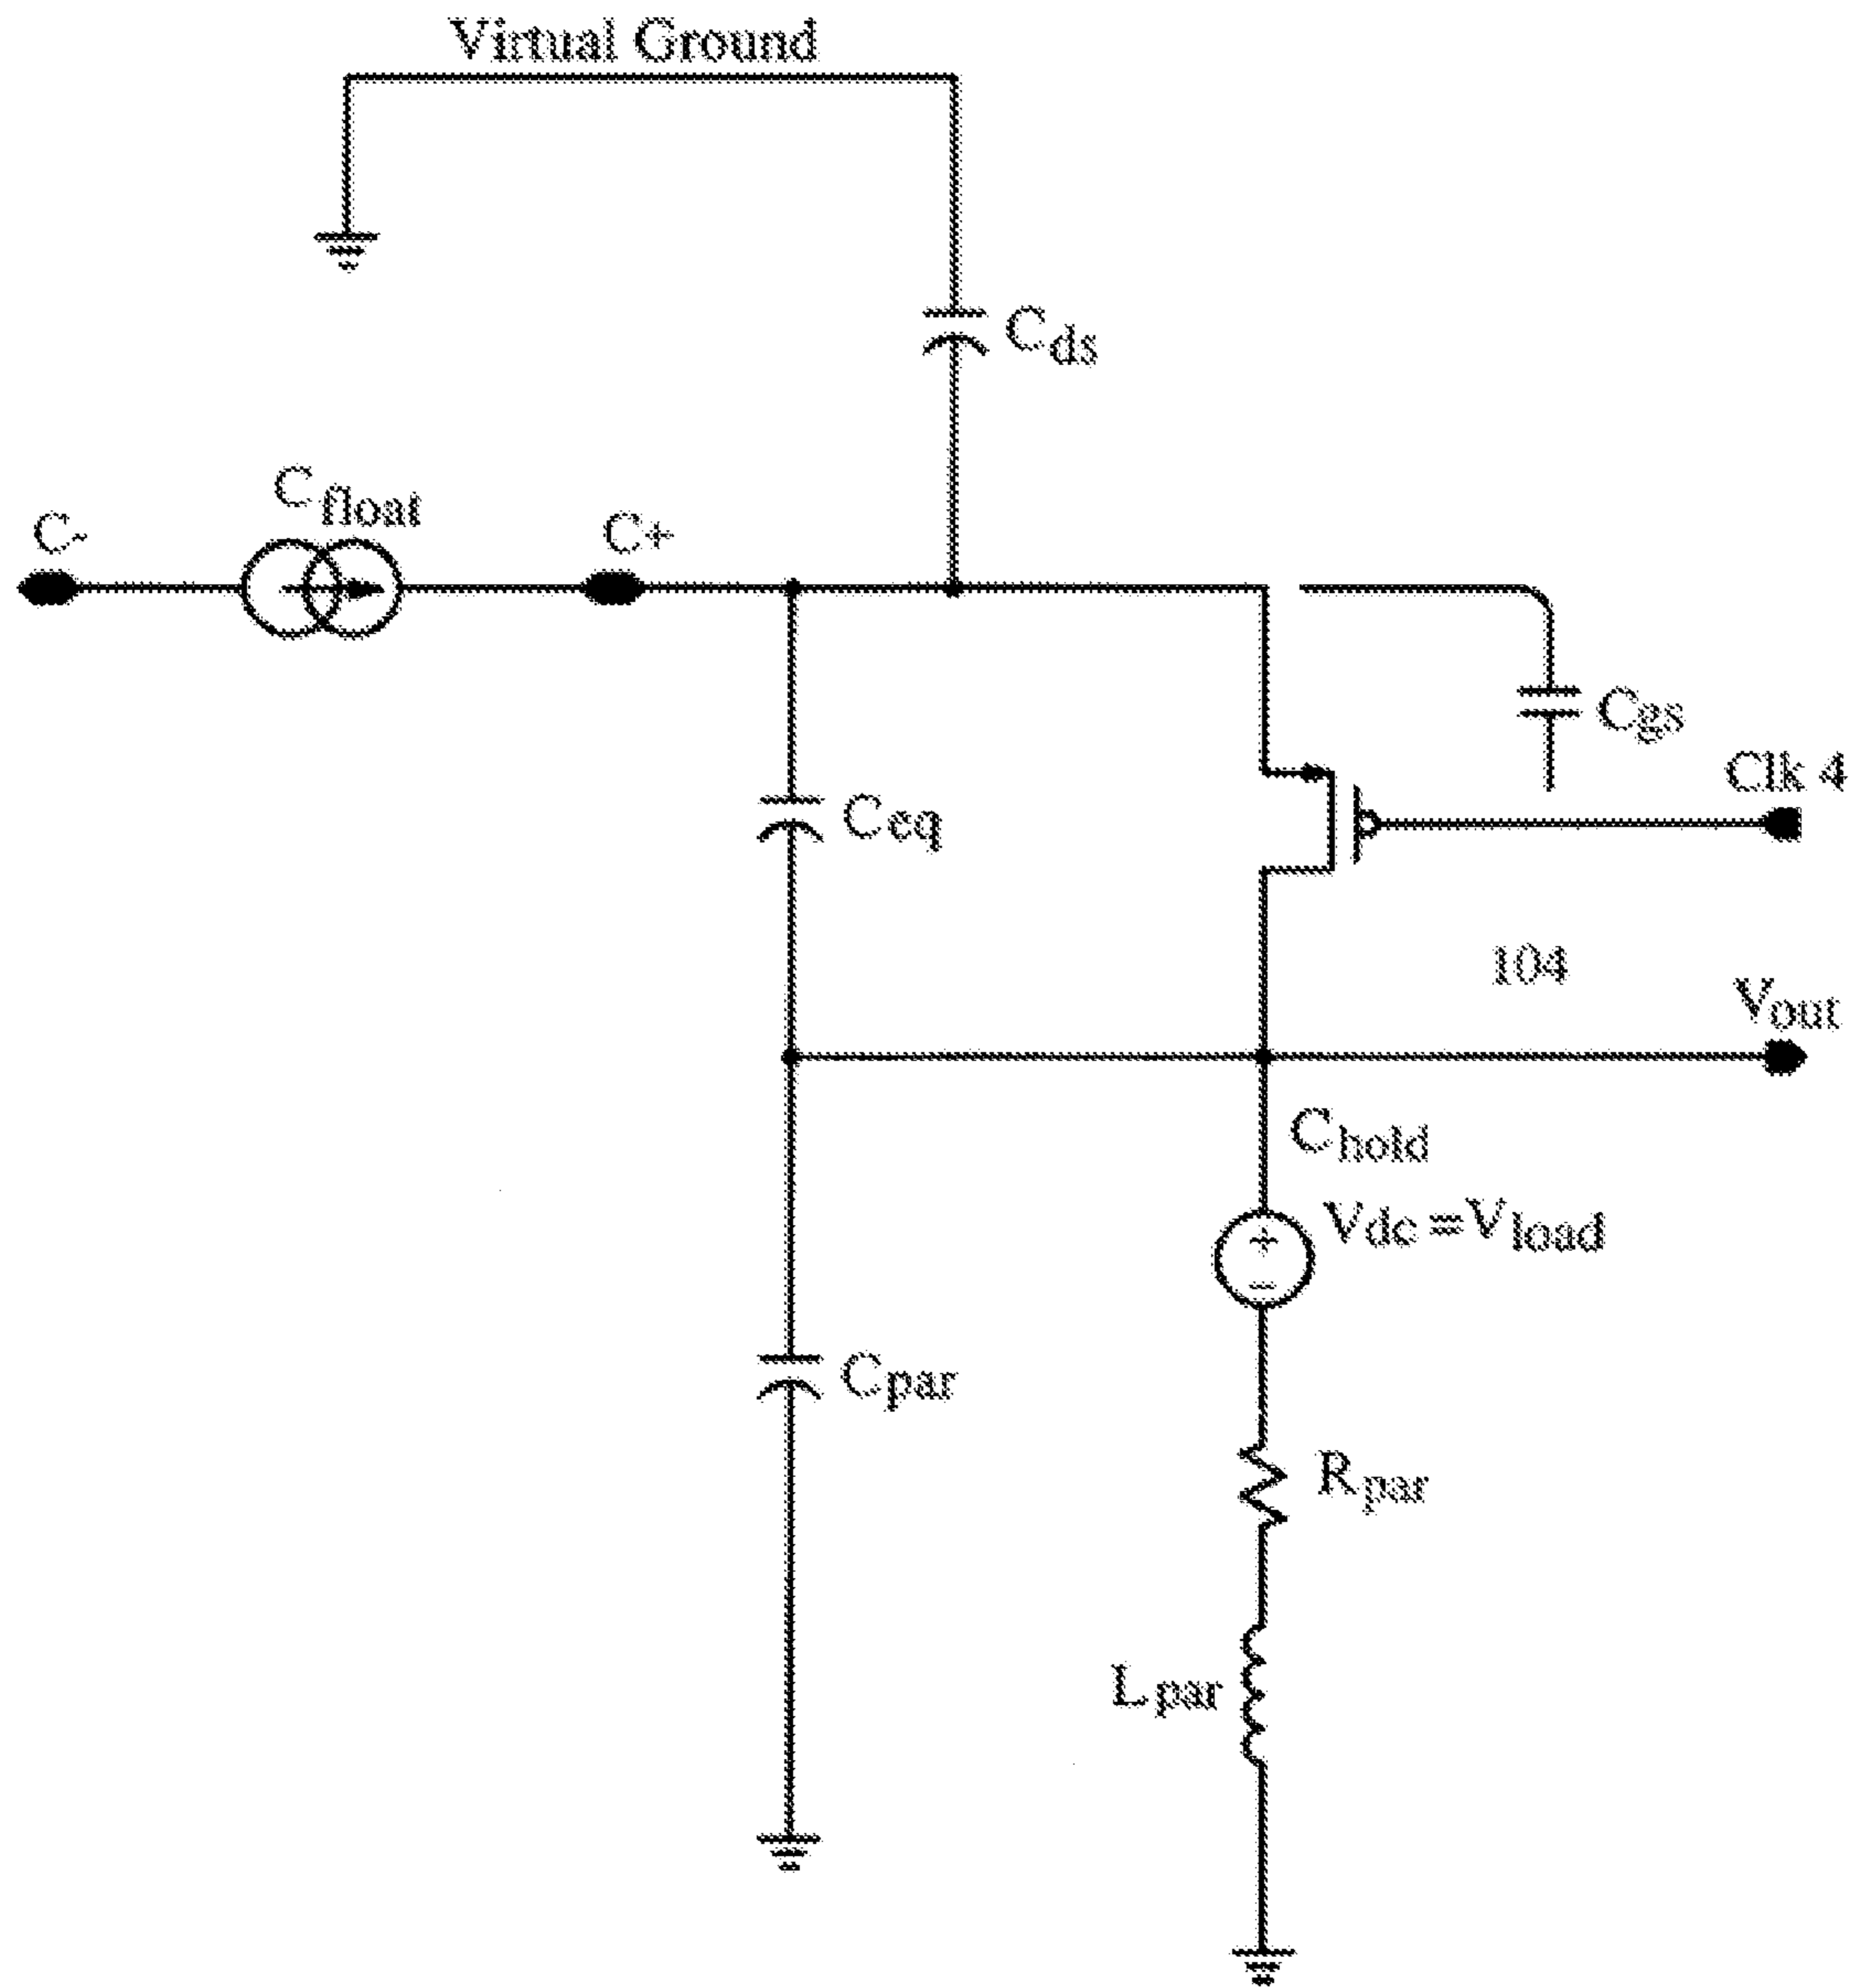 Virtual Ground
Cds
Cfloat
C-
C+
Cgs
Clk 4
Ceq
104
Vout
Chold
Vdc = Vload
+
-
Cpar
Rpar
Lpar